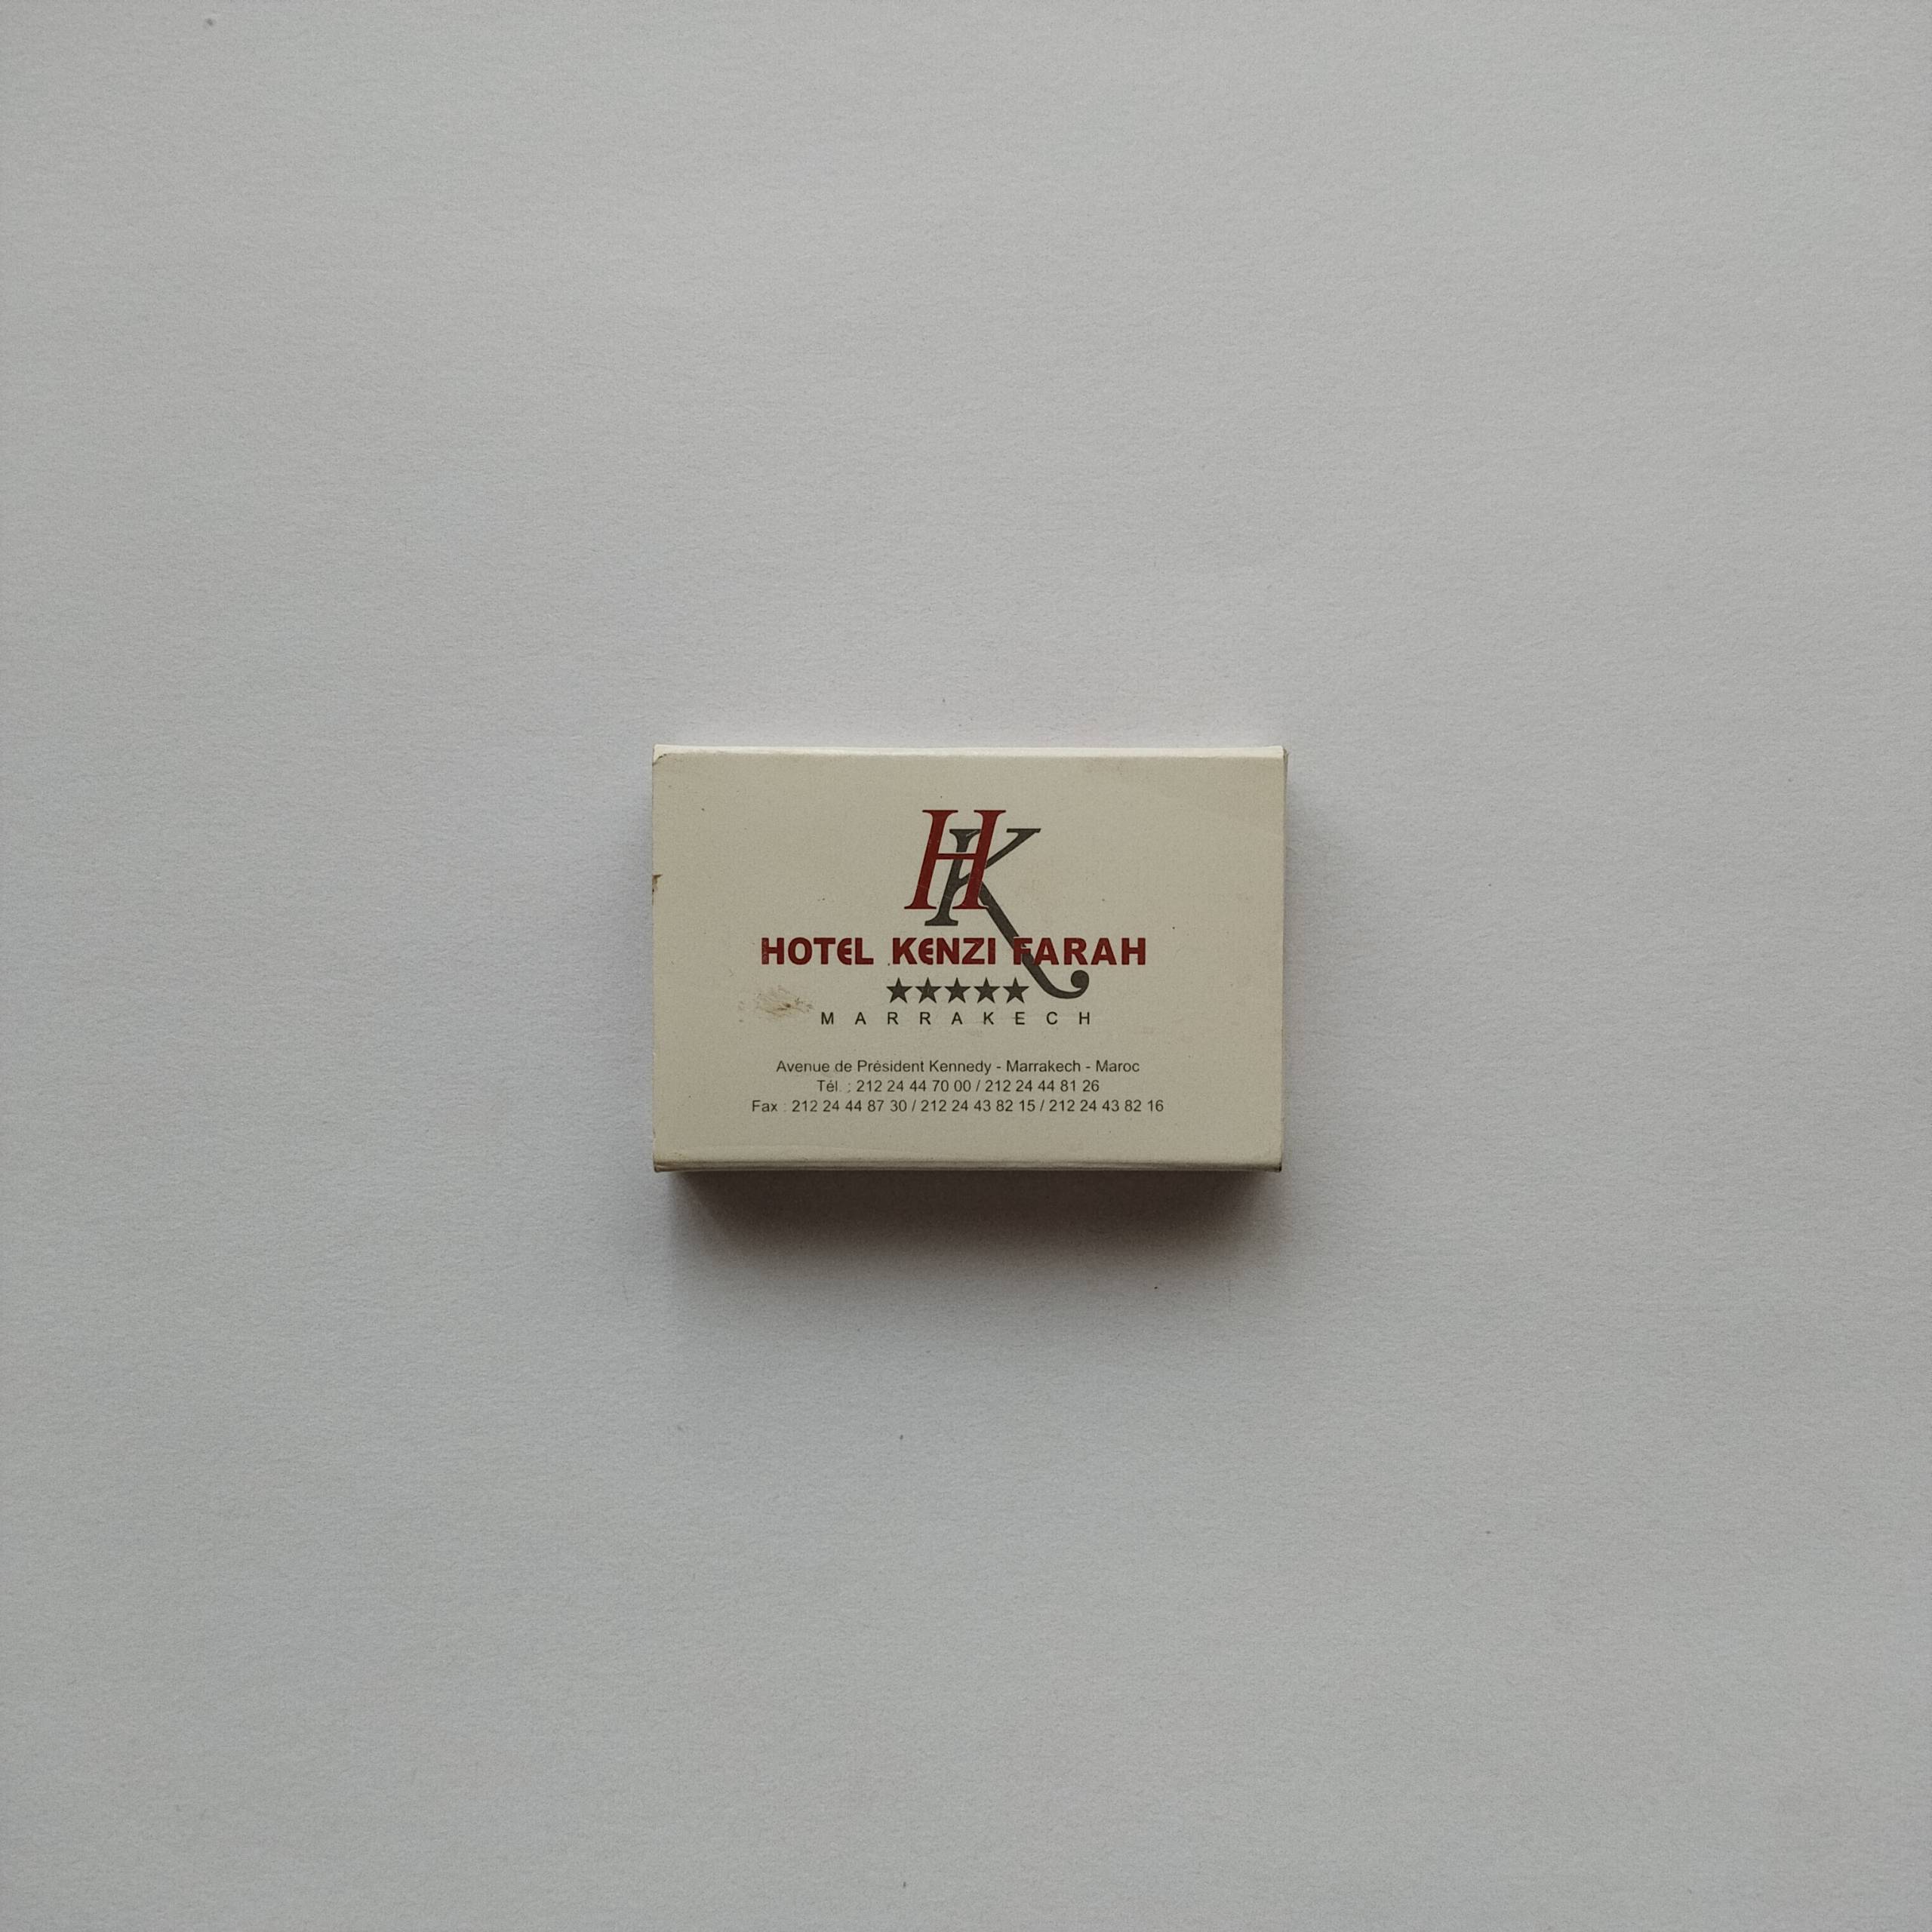 HK
HOTEL KENZI FARAH
★★★★★
MARRAKECH
Avenue de Président Kennedy - Marrakech - Maroc
Tél. : 212 24 44 70 00 / 212 24 44 81 26
Fax : 212 24 44 87 30 / 212 24 43 82 15 / 212 24 43 82 16